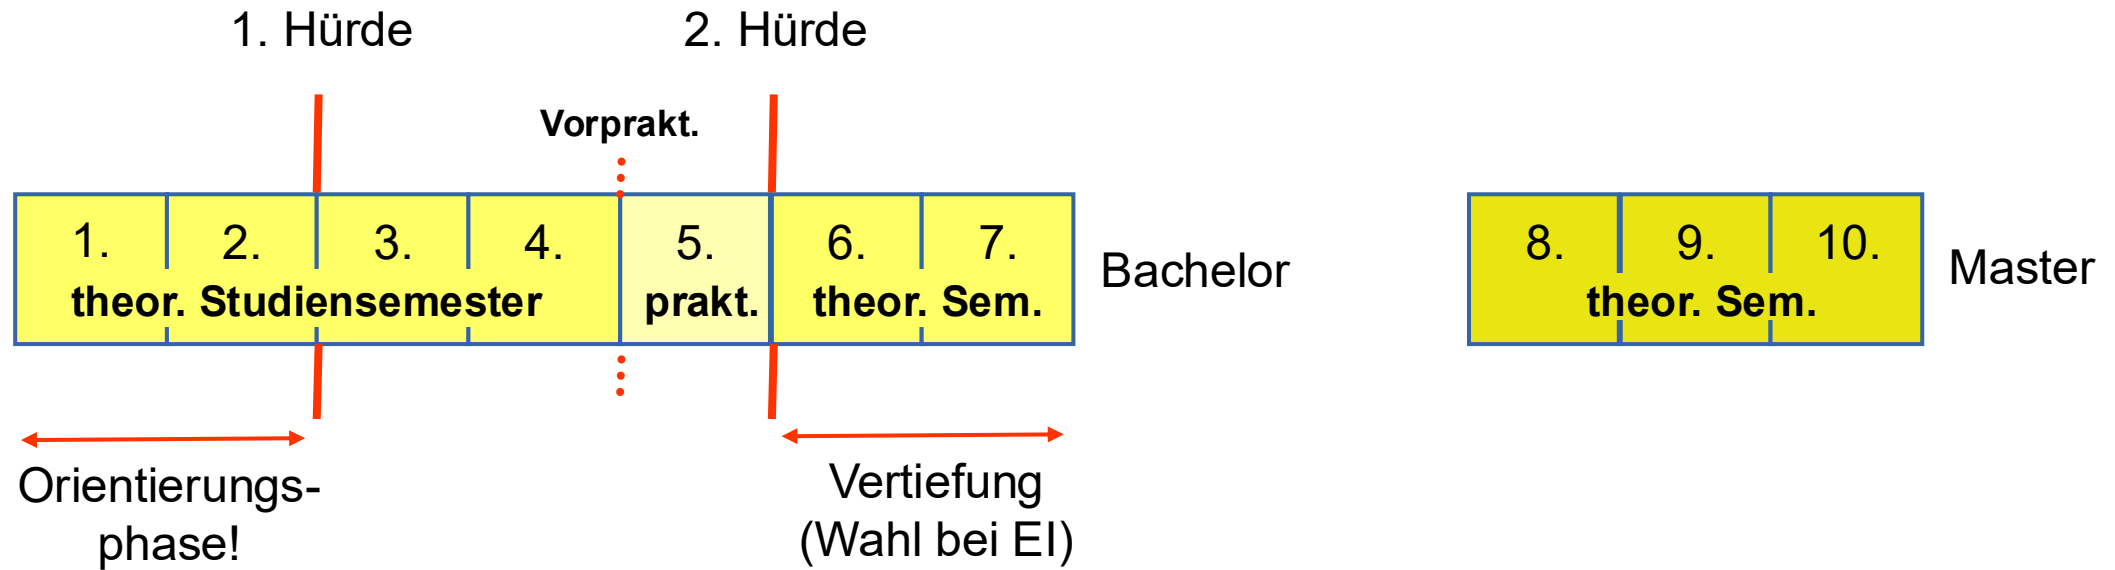 1. Hürde
2. Hürde
Vorprakt.
1. 2. 3. 4. 5. 6. 7.
theor. Studiensemester prakt. theor. Sem.
Bachelor
8. 9. 10.
theor. Sem.
Master
Orientierungs-
phase!
Vertiefung
(Wahl bei EI)